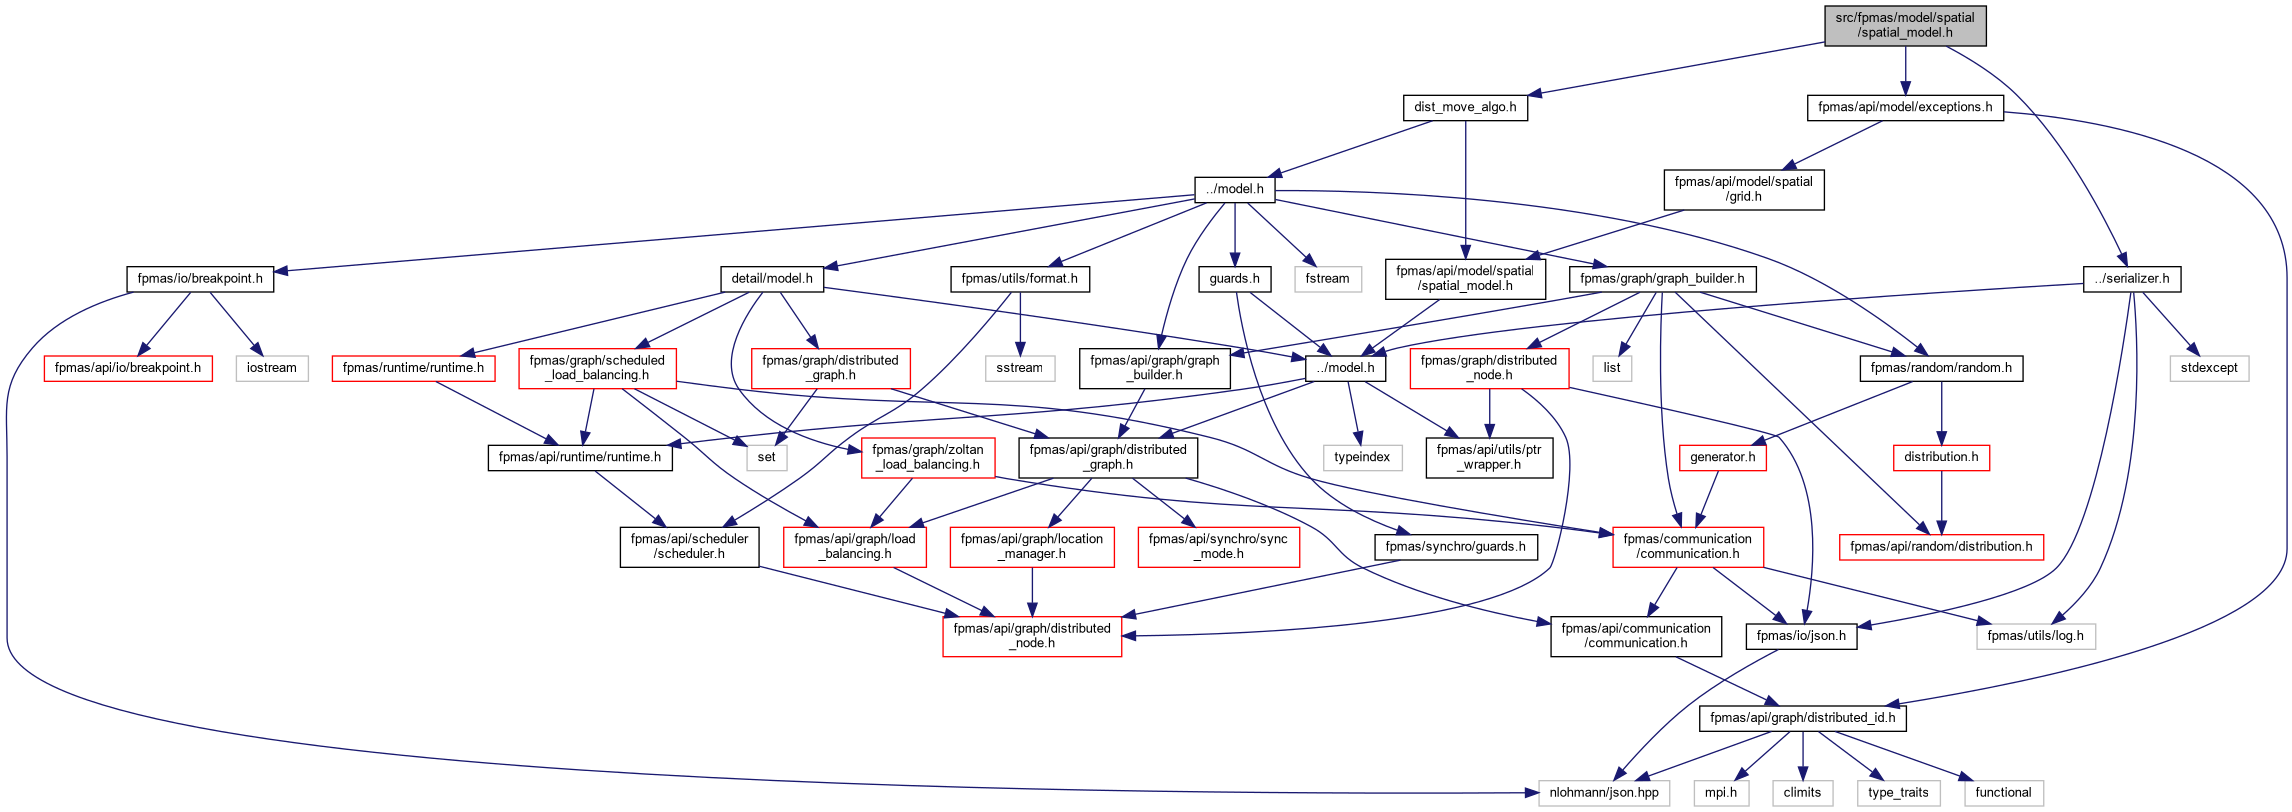 src/fpmas/model/spatial
/spatial_model.h
dist_move_algo.h
fpmas/api/model/exceptions.h
../model.h
fpmas/api/model/spatial
/grid.h
fpmas/io/breakpoint.h
detail/model.h
fpmas/utils/format.h
guards.h
fstream
fpmas/api/model/spatial
/spatial_model.h
fpmas/graph/graph_builder.h
../serializer.h
fpmas/api/io/breakpoint.h
iostream
fpmas/runtime/runtime.h
fpmas/graph/scheduled
_load_balancing.h
fpmas/graph/distributed
_graph.h
sstream
fpmas/api/graph/graph
_builder.h
../model.h
fpmas/graph/distributed
_node.h
list
fpmas/random/random.h
stdexcept
fpmas/api/runtime/runtime.h
set
fpmas/graph/zoltan
_load_balancing.h
fpmas/api/graph/distributed
_graph.h
typeindex
fpmas/api/utils/ptr
_wrapper.h
generator.h
distribution.h
fpmas/api/scheduler
/scheduler.h
fpmas/api/graph/load
_balancing.h
fpmas/api/graph/location
_manager.h
fpmas/api/synchro/sync
_mode.h
fpmas/synchro/guards.h
fpmas/communication
/communication.h
fpmas/api/random/distribution.h
fpmas/api/graph/distributed
_node.h
fpmas/api/communication
/communication.h
fpmas/io/json.h
fpmas/utils/log.h
fpmas/api/graph/distributed_id.h
nlohmann/json.hpp
mpi.h
climits
type_traits
functional